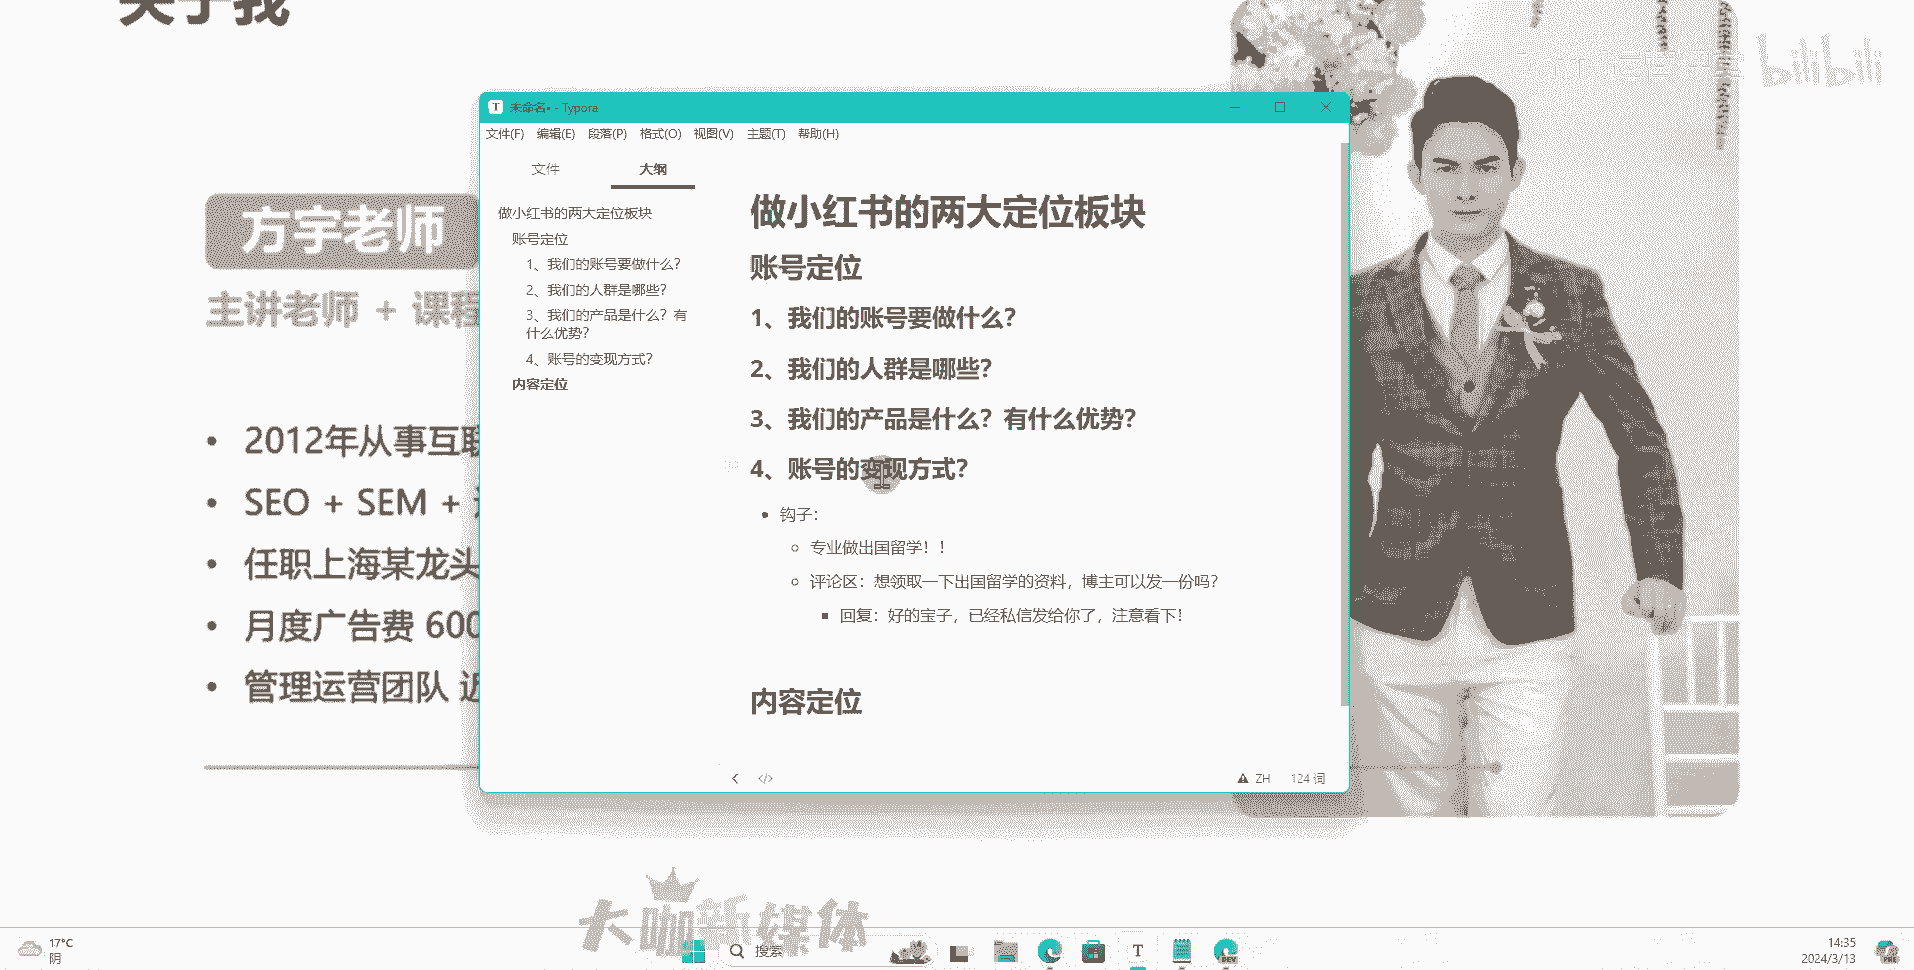 关于我
bilibili
未命名• - Typora
文件(F) 编辑(E) 段落(P) 格式(O) 视图(V) 主题(T) 帮助(H)
文件 大纲
做小红书的两大定位板块
账号定位
1、我们的账号要做什么？
2、我们的人群是哪些？
3、我们的产品是什么？有
什么优势？
4、账号的变现方式？
内容定位
做小红书的两大定位板块
账号定位
1、我们的账号要做什么？
2、我们的人群是哪些？
3、我们的产品是什么？有什么优势？
4、账号的变现方式？
钩子：
专业做出国留学！！
评论区：想领取一下出国留学的资料，博主可以发一份吗？
回复：好的宝子，已经私信发给你了，注意看下！
内容定位
ZH 124 词
方宇老师
主讲老师 + 课程
2012年从事互联
SEO + SEM +
任职上海某龙头
月度广告费 600
管理运营团队 近
大咖新媒体
17°C
阴
搜索
T
DEV
14:35
2024/3/13
PRE